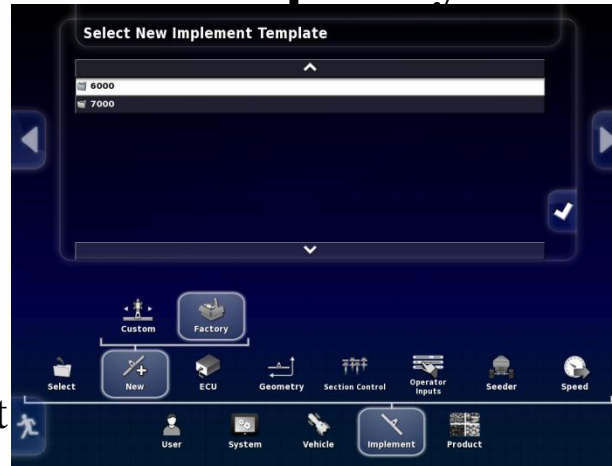 Select New Implement Template
6000
7000
Custom
Factory
Select
New
ECU
Geometry
Section Control
Operator
Inputs
Seeder
Speed
t
User
System
Vehicle
Implement
Product